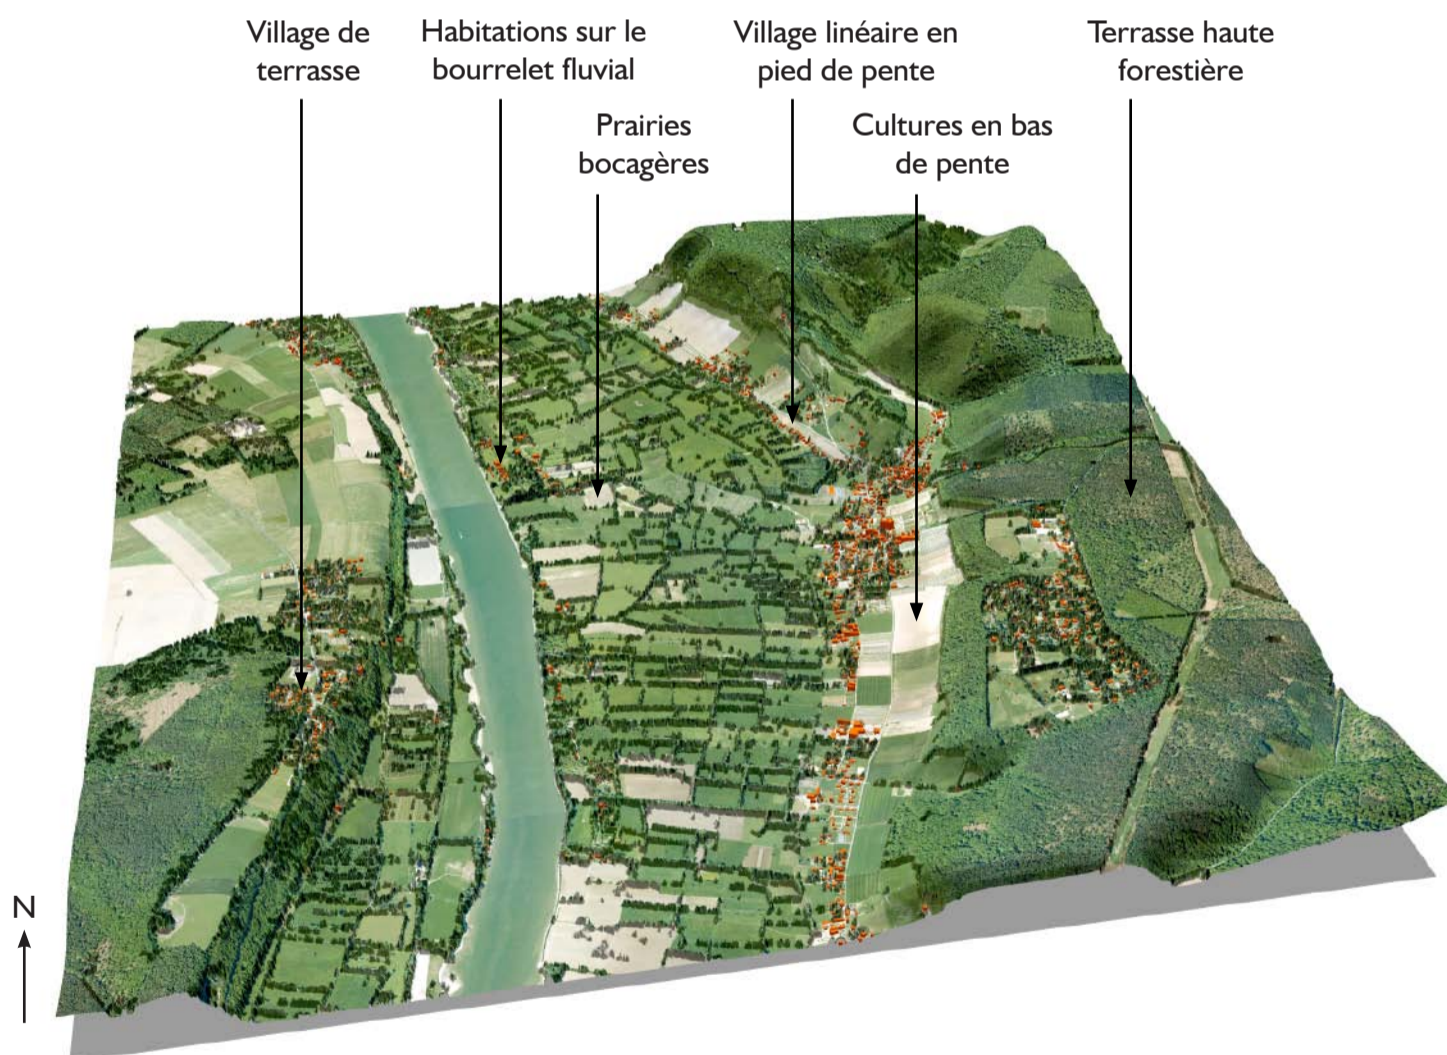 Village de
terrasse
Habitations sur le
bourrelet fluvial
Prairies
bocagères
Village linéaire en
pied de pente
Cultures en bas
de pente
Terrasse haute
forestière
N